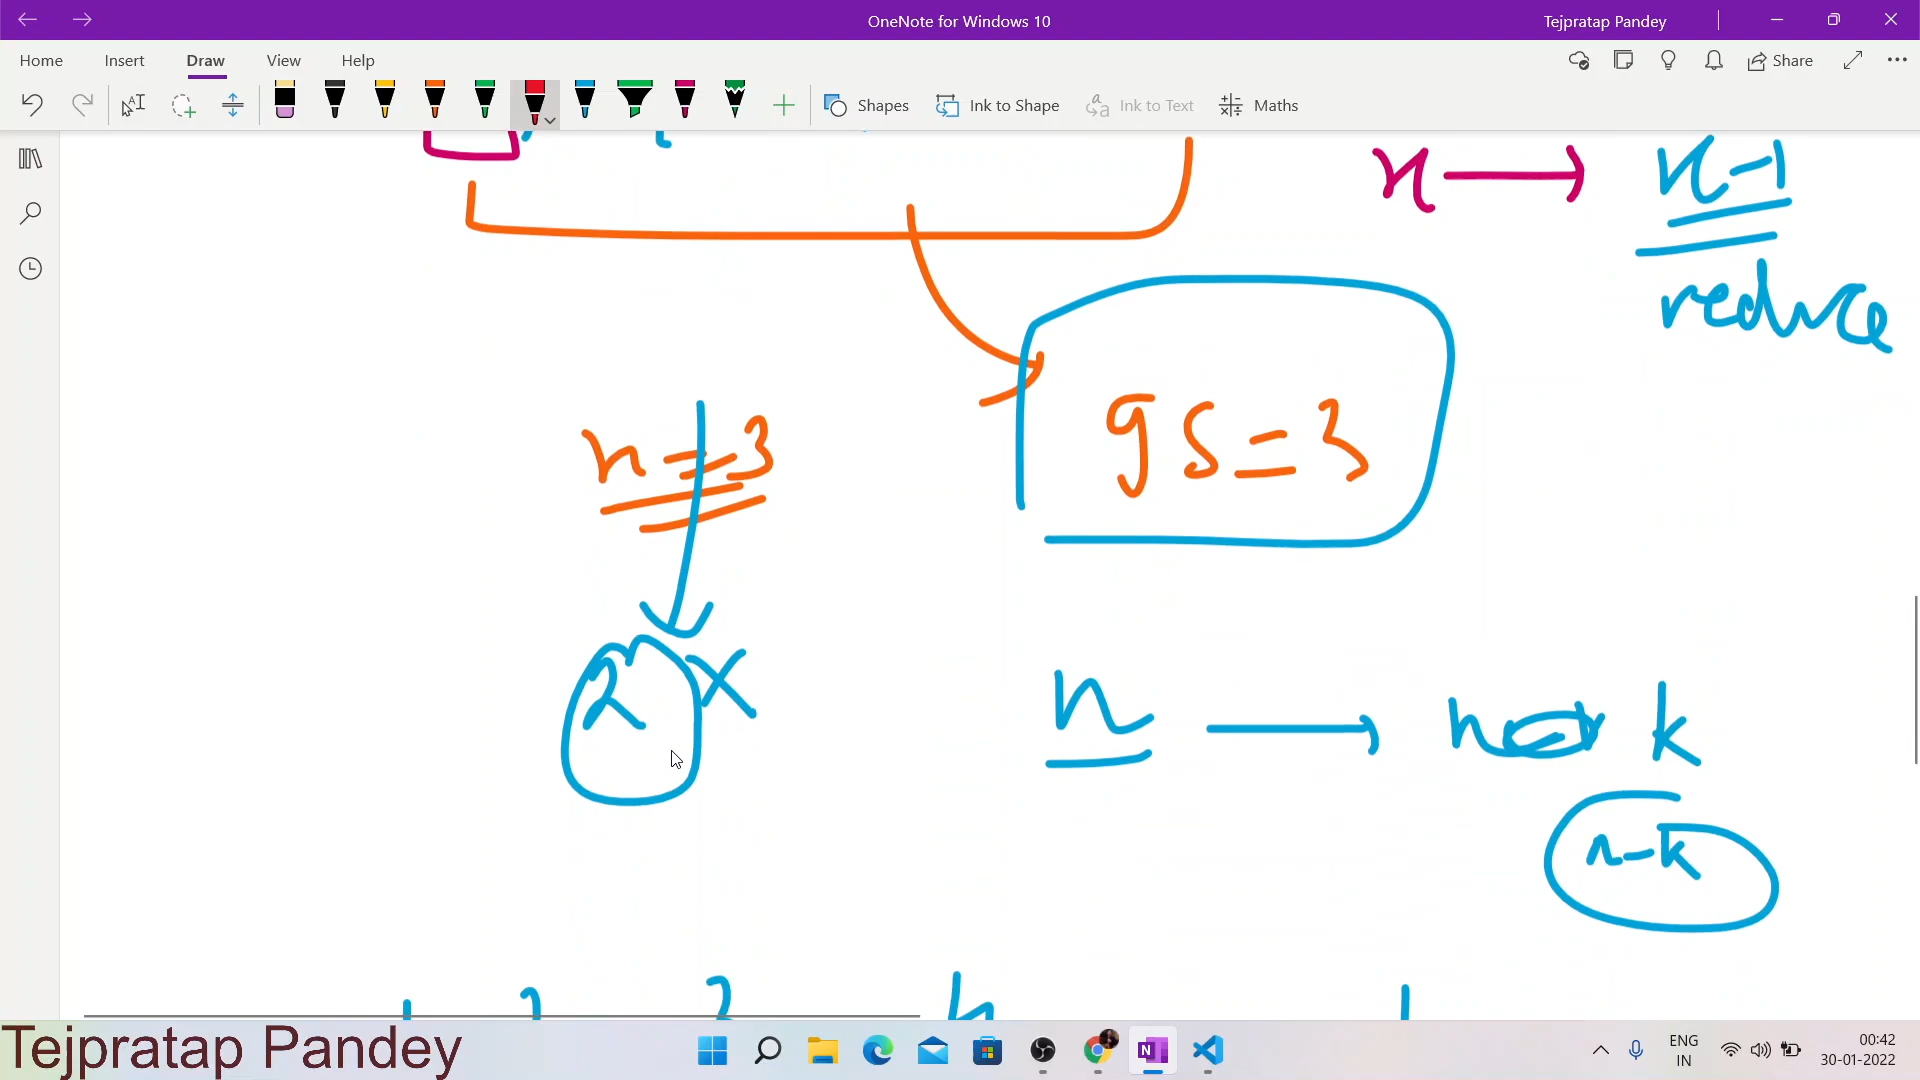 OneNote for Windows 10
Tejpratap Pandey
Home Insert Draw View Help
Share
Shapes Ink to Shape Ink to Text Maths
n → n-1
reduce
n = 3
gs = 3
2 x
n → n k
n-k
Tejpratap Pandey
ENG
IN
00:42
30-01-2022